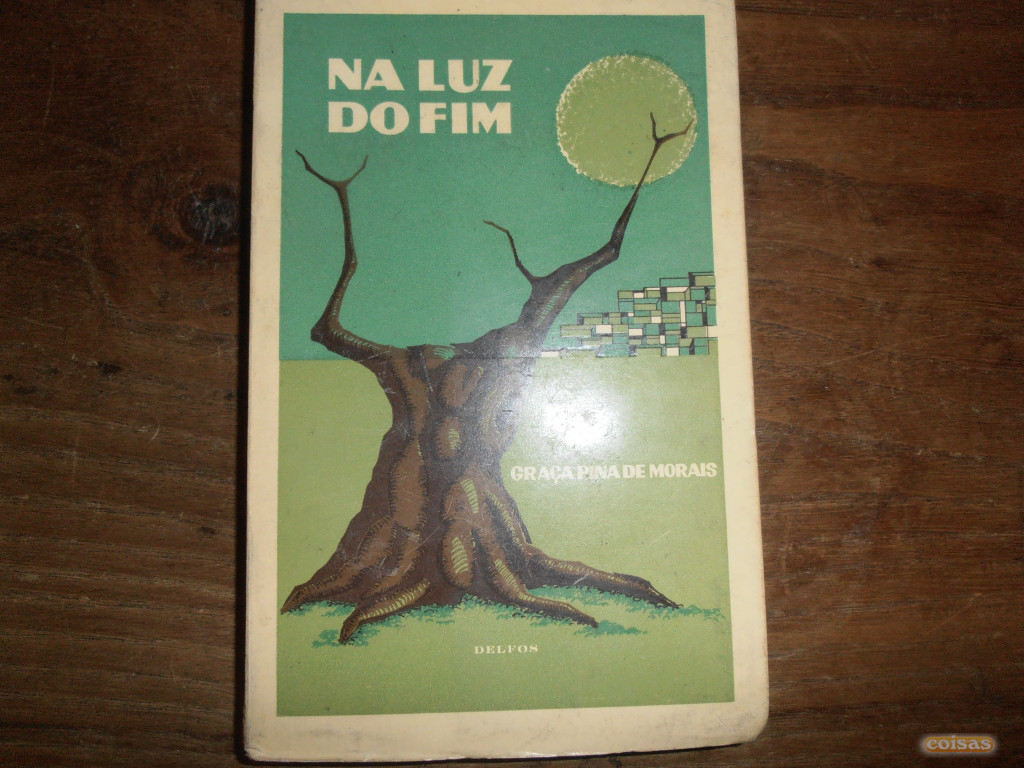 NA LUZ
DO FIM
GRAÇA PINA DE MORAIS
DELFOS
coisas